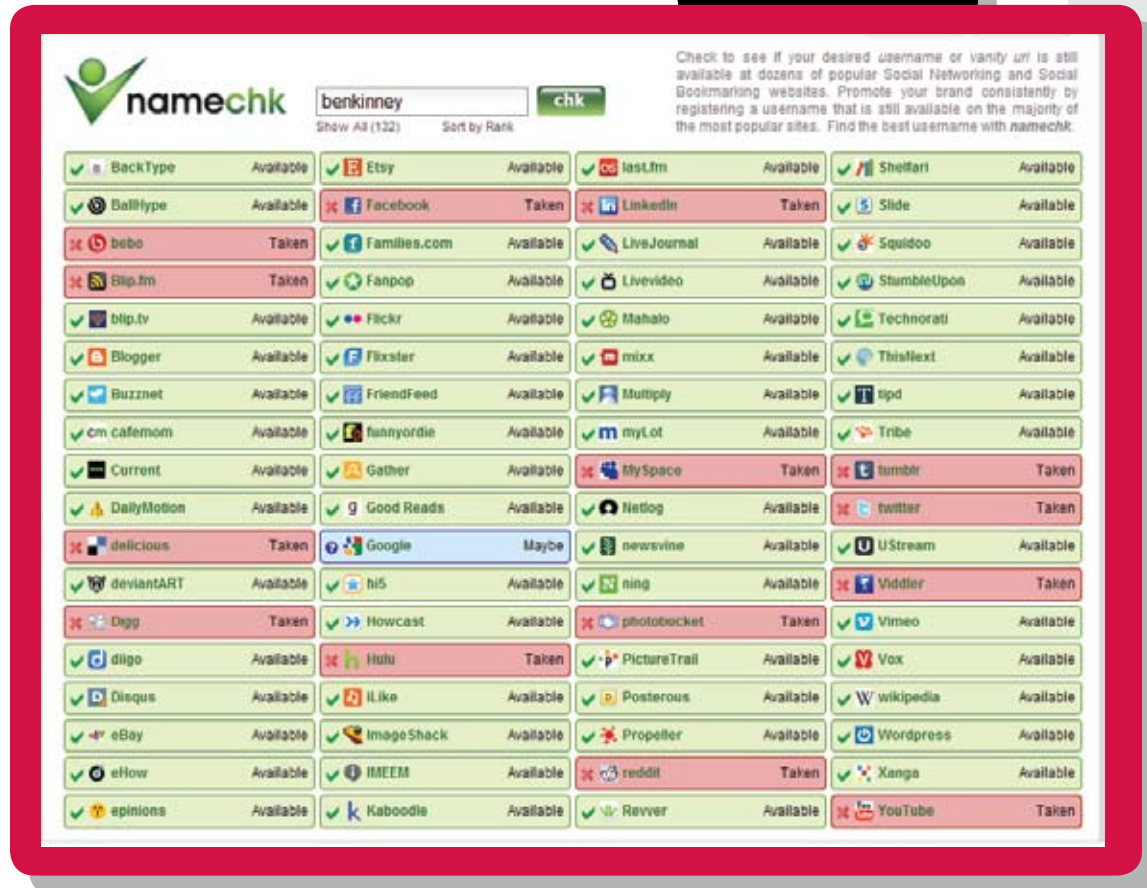 namechk
benkinney
chk
Show All (132) Sort by Rank
Check to see if your desired username or vanity url is still
available at dozens of popular Social Networking and Social
Bookmarking websites. Promote your brand consistently by
registering a username that is still available on the majority of
the most popular sites. Find the best username with namechk.
BackType Available Etsy Available last.fm Available Shelfari Available
BallHype Available Facebook Taken LinkedIn Taken Slide Available
bebo Taken Families.com Available LiveJournal Available Squidoo Available
Blip.fm Taken Fanpop Available Livevideo Available StumbleUpon Available
blip.tv Available Flickr Available Mahalo Available Technorati Available
Blogger Available Flixster Available mixx Available ThisNext Available
Buzznet Available FriendFeed Available Multiply Available tipd Available
cm cafemom Available funnyordie Available myLot Available Tribe Available
Current Available Gather Available MySpace Taken tumblr Taken
DailyMotion Available Good Reads Available Netlog Available twitter Taken
delicious Taken Google Maybe newsvine Available UStream Available
deviantART Available hi5 Available ning Available Viddler Taken
Digg Taken Howcast Available photobucket Taken Vimeo Available
diigo Available Hulu Taken PictureTrail Available Vox Available
Disqus Available iLike Available Posterous Available wikipedia Available
eBay Available ImageShack Available Propeller Available Wordpress Available
eHow Available IMEEM Available reddit Taken Xanga Available
epinions Available Kaboodle Available Revver Available YouTube Taken